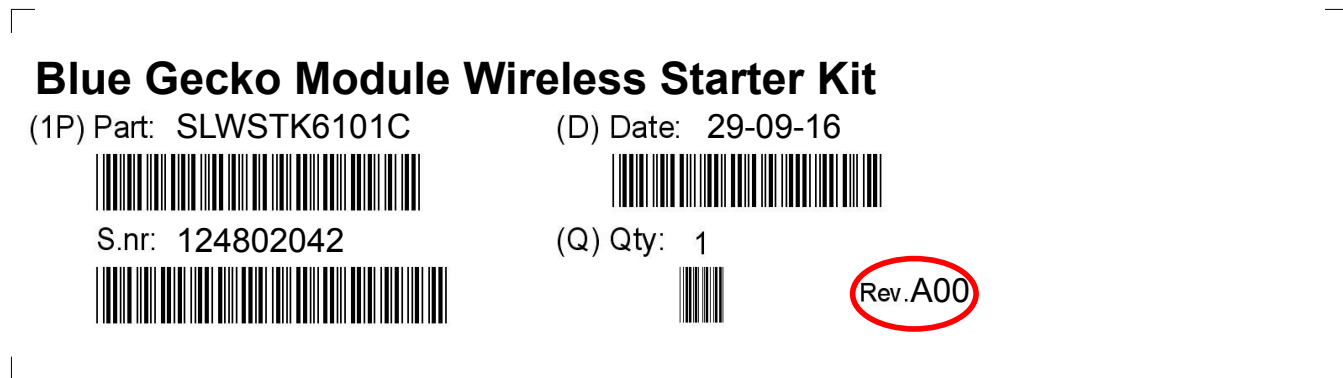 Blue Gecko Module Wireless Starter Kit
(1P) Part: SLWSTK6101C
(D) Date: 29-09-16
S.nr: 124802042
(Q) Qty: 1
Rev.A00